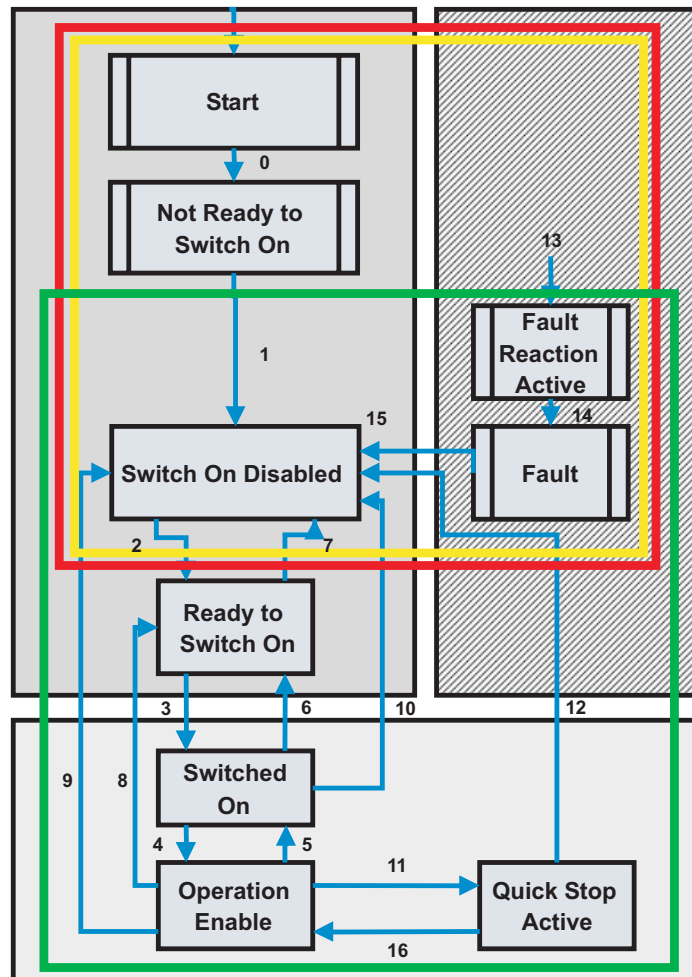 Start
0
Not Ready to
Switch On
13
Fault
Reaction
Active
1
14
15
Switch On Disabled
Fault
2
7
Ready to
Switch On
3
6
10
12
Switched
On
9
8
4
5
11
Operation
Enable
Quick Stop
Active
16